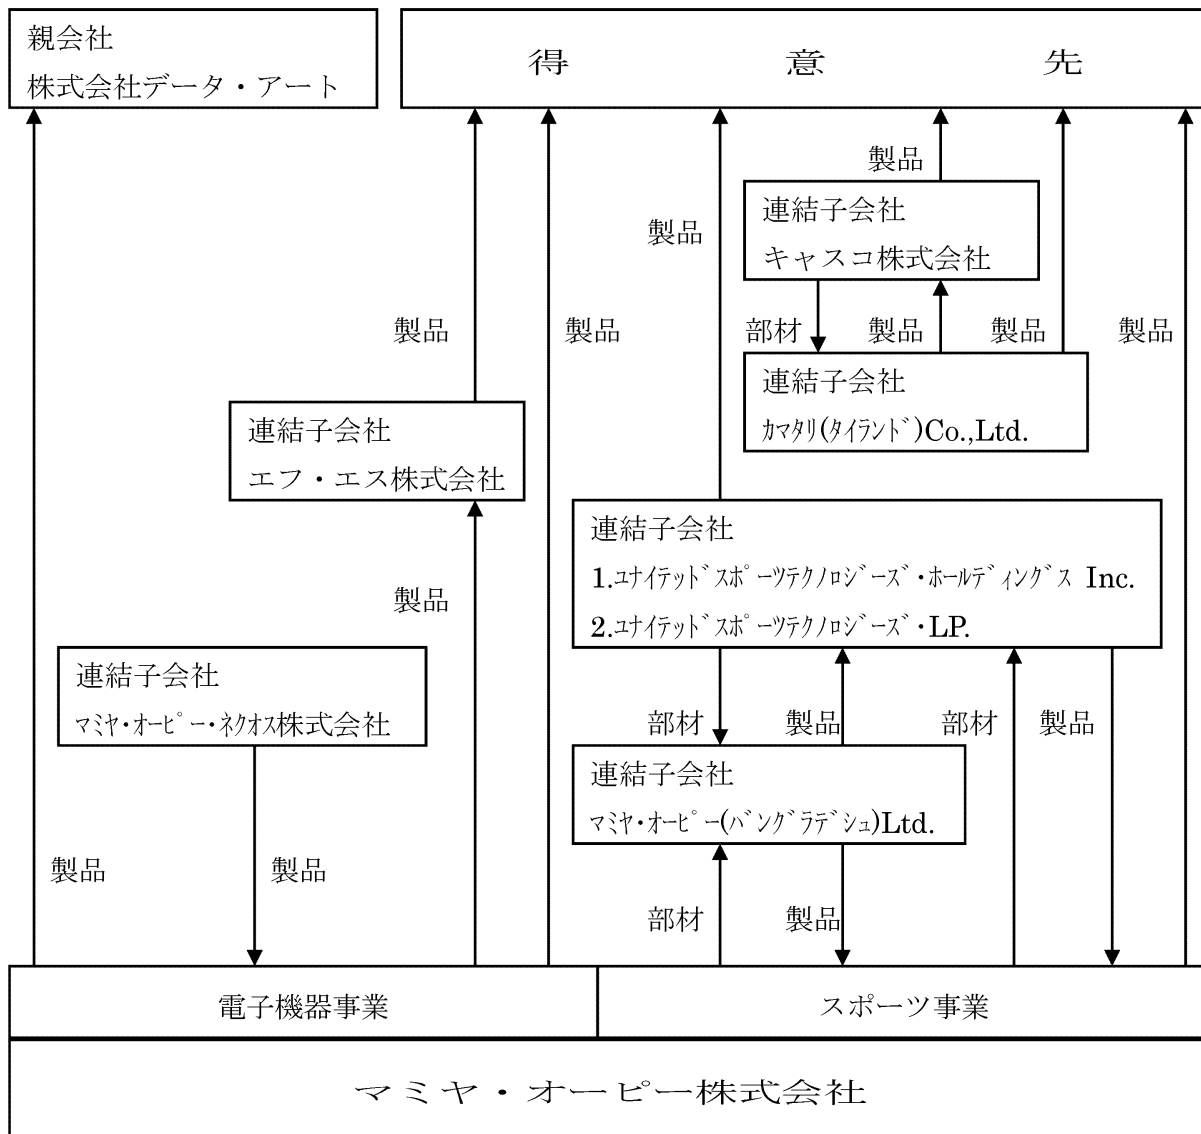 親会社
株式会社データ・アート
得意先
製品
連結子会社
キャスコ株式会社
製品
製品
製品
部材
製品
製品
製品
連結子会社
カマタリ(タイランド)Co.,Ltd.
連結子会社
エフ・エス株式会社
連結子会社
1.ユナイテッドスポーツテクノロジーズ・ホールディングス Inc.
2.ユナイテッドスポーツテクノロジーズ・LP.
製品
連結子会社
マミヤ・オーピー・ネクオス株式会社
部材
製品
部材
製品
連結子会社
マミヤ・オーピー(バングラデシュ)Ltd.
製品
製品
部材
製品
電子機器事業
スポーツ事業
マミヤ・オーピー株式会社